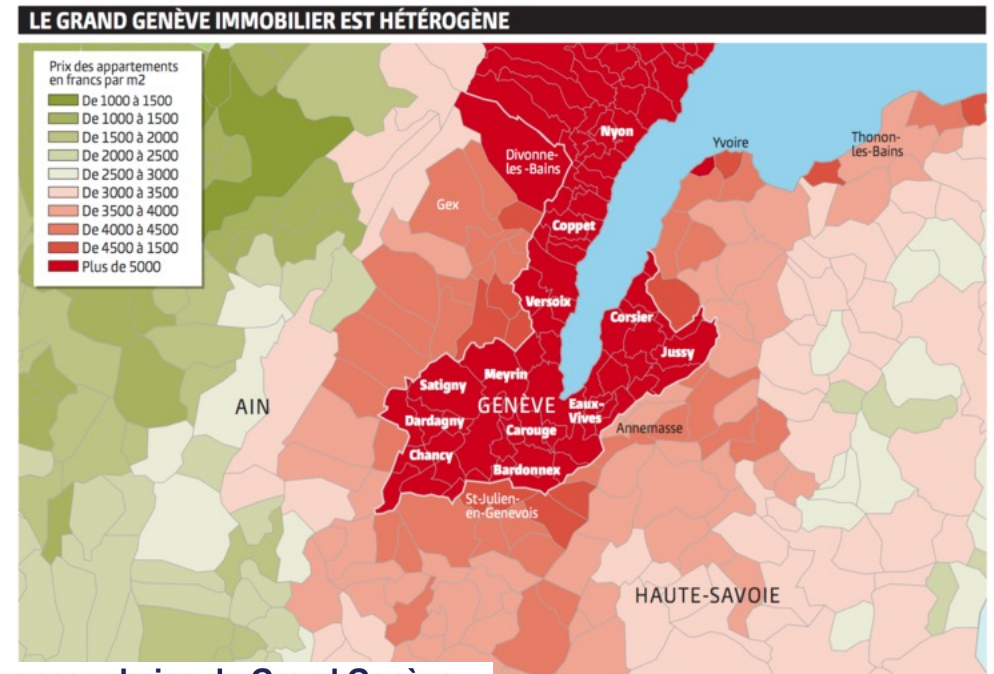 LE GRAND GENÈVE IMMOBILIER EST HÉTÉROGÈNE
Prix des appartements
en francs par m2
De 1000 à 1500
De 1000 à 1500
De 1500 à 2000
De 2000 à 2500
De 2500 à 3000
De 3000 à 3500
De 3500 à 4000
De 4000 à 4500
De 4500 à 1500
Plus de 5000
Nyon
Divonne-
les -Bains
Yvoire
Thonon-
les-Bains
Gex
Coppet
Versoix
Corsier
Jussy
Meyrin
Satigny
AIN
GENÈVE
Eaux-
Vives
Dardagny
Carouge
Annemasse
Chancy
Bardonnex
St-Julien-
en-Genevois
HAUTE-SAVOIE
du Grand Genève